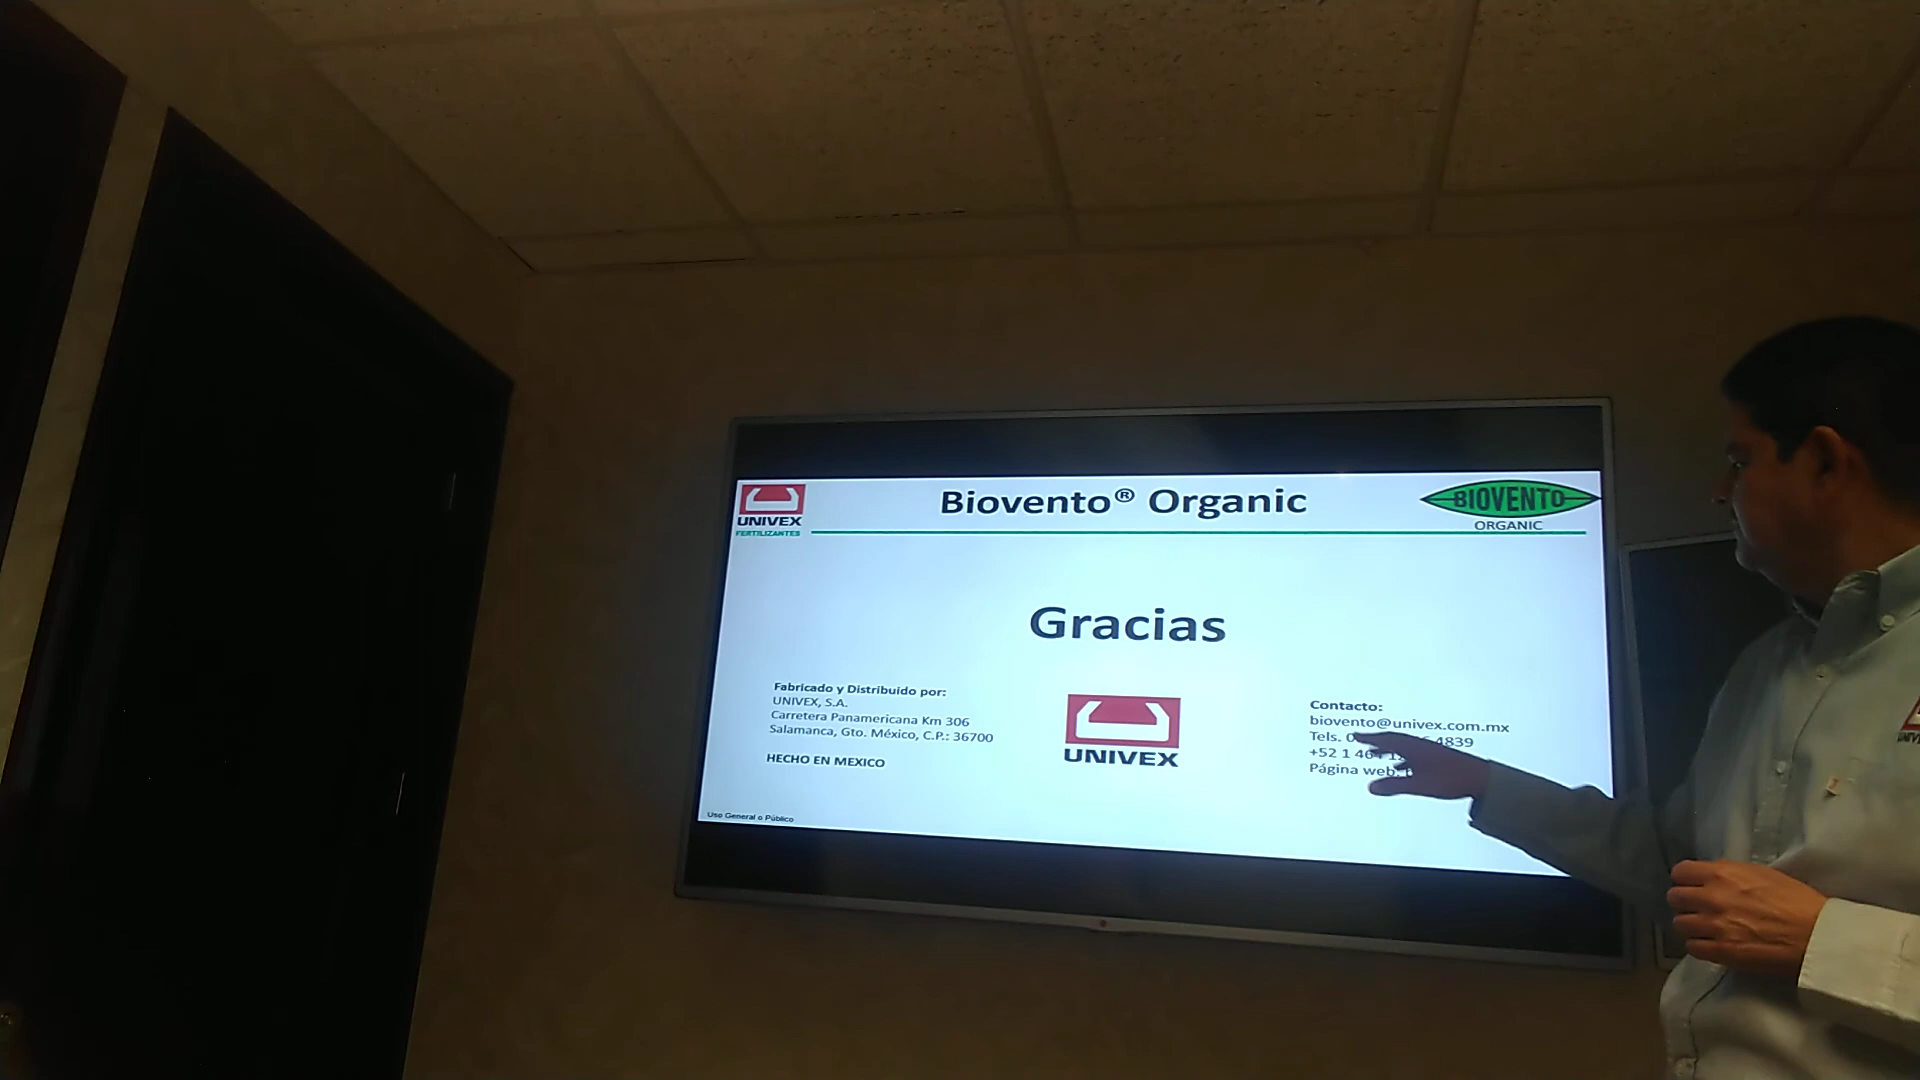 UNIVEX
FERTILIZANTES
Biovento® Organic
BIOVENTO
ORGANIC
Gracias
Fabricado y Distribuido por:
UNIVEX, S.A.
Carretera Panamericana Km 306
Salamanca, Gto. México, C.P.: 36700
HECHO EN MEXICO
UNIVEX
Contacto:
biovento@univex.com.mx
Tels. 4839
+52 1 464
Página web:
Uso General o Público